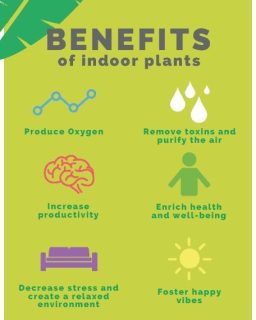 BENEFITS
of indoor plants
Produce Oxygen
Remove toxins and
purify the air
Increase
productivity
Enrich health
and well-being
Decrease stress and
create a relaxed
environment
Foster happy
vibes